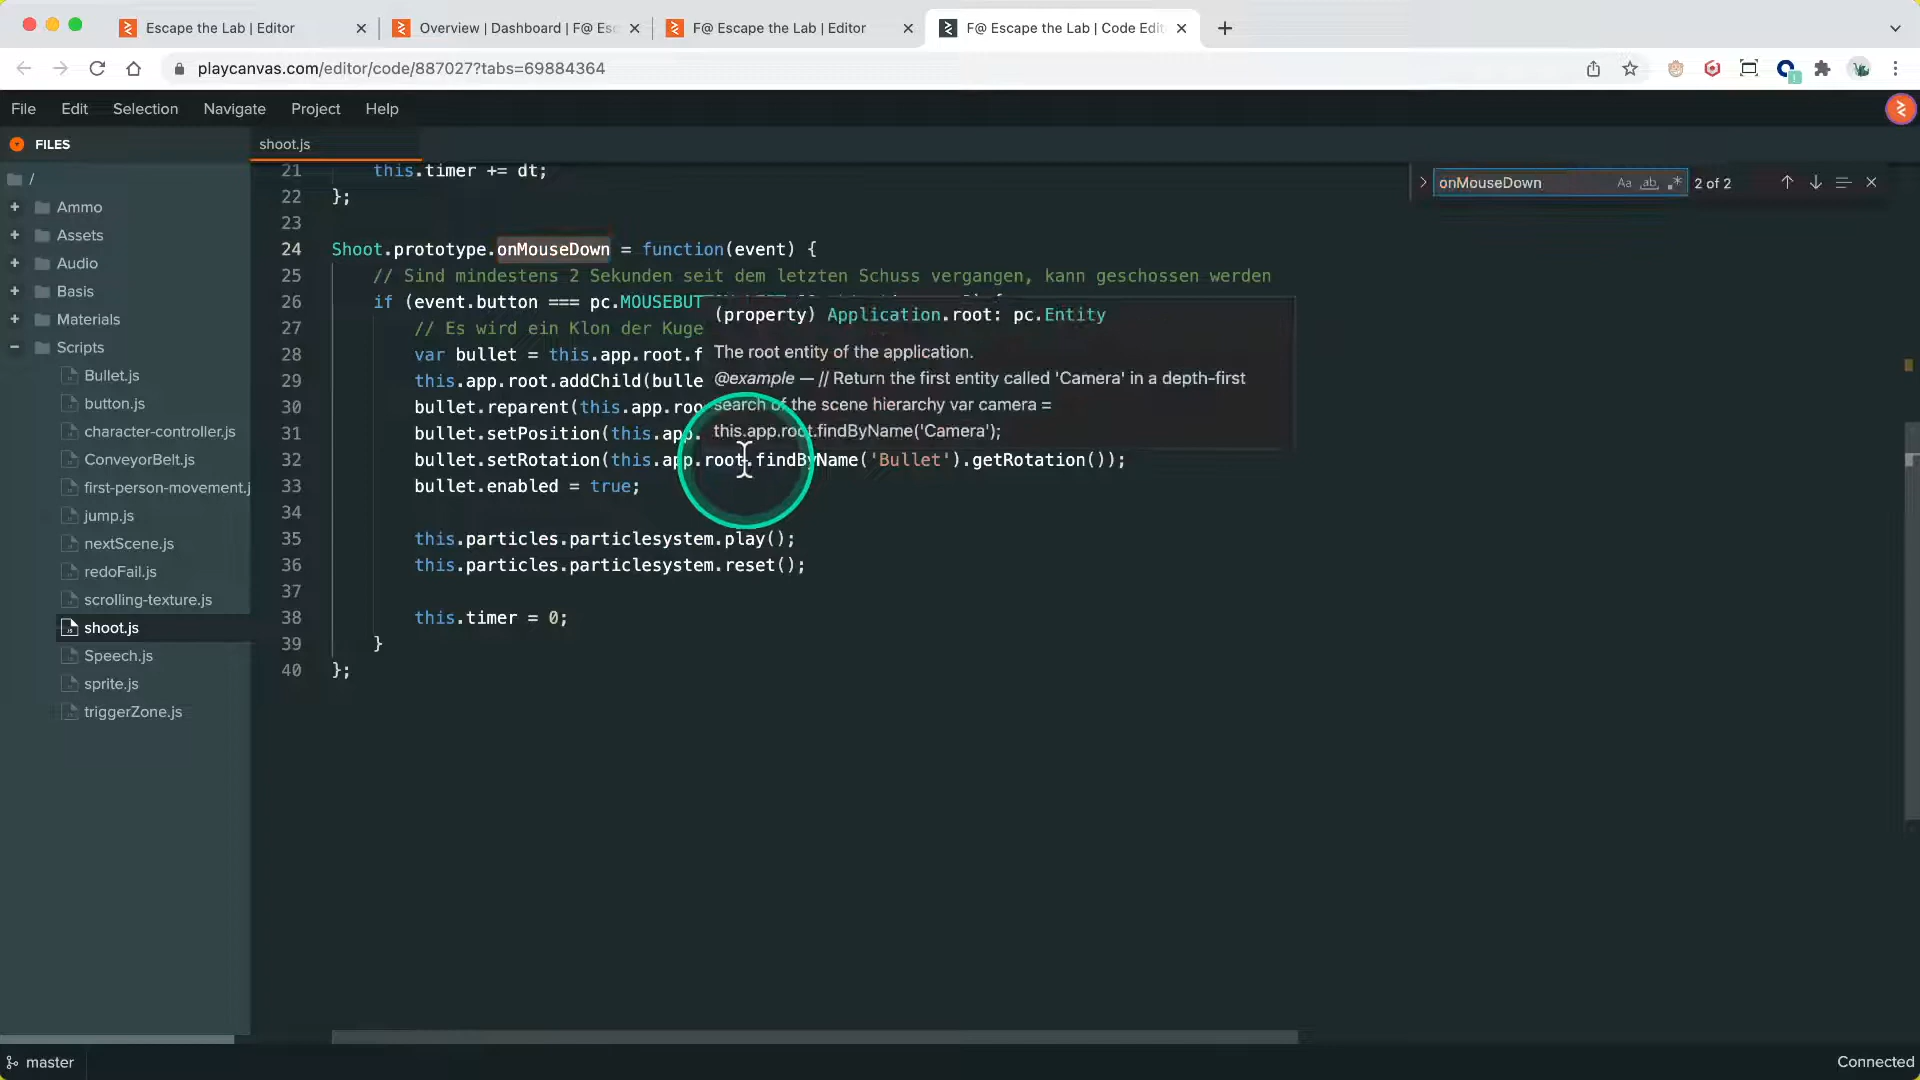 Escape the Lab | Editor
Overview | Dashboard | F@ Es
F@ Escape the Lab | Editor
F@ Escape the Lab | Code Edit
playcanvas.com/editor/code/887027?tabs=69884364
File Edit Selection Navigate Project Help
FILES
shoot.js
/
Ammo
Assets
Audio
Basis
Materials
Scripts
Bullet.js
button.js
character-controller.js
ConveyorBelt.js
first-person-movement.j
jump.js
nextScene.js
redoFail.js
scrolling-texture.js
shoot.js
Speech.js
sprite.js
triggerZone.js
onMouseDown Aa ab .* 2 of 2
21 this.timer += dt;
22 };
23
24 Shoot.prototype.onMouseDown = function(event) {
25 // Sind mindestens 2 Sekunden seit dem letzten Schuss vergangen, kann geschossen werden
26 if (event.button === pc.MOUSEBUT
27 // Es wird ein Klon der Kuge
28 var bullet = this.app.root.f
29 this.app.root.addChild(bulle
30 bullet.reparent(this.app.roo
31 bullet.setPosition(this.app.
32 bullet.setRotation(this.app.root.findByName('Bullet').getRotation());
33 bullet.enabled = true;
34
35 this.particles.particlesystem.play();
36 this.particles.particlesystem.reset();
37
38 this.timer = 0;
39 }
40 };
(property) Application.root: pc.Entity
The root entity of the application.
@example — // Return the first entity called 'Camera' in a depth-first
search of the scene hierarchy var camera =
this.app.root.findByName('Camera');
master
Connected